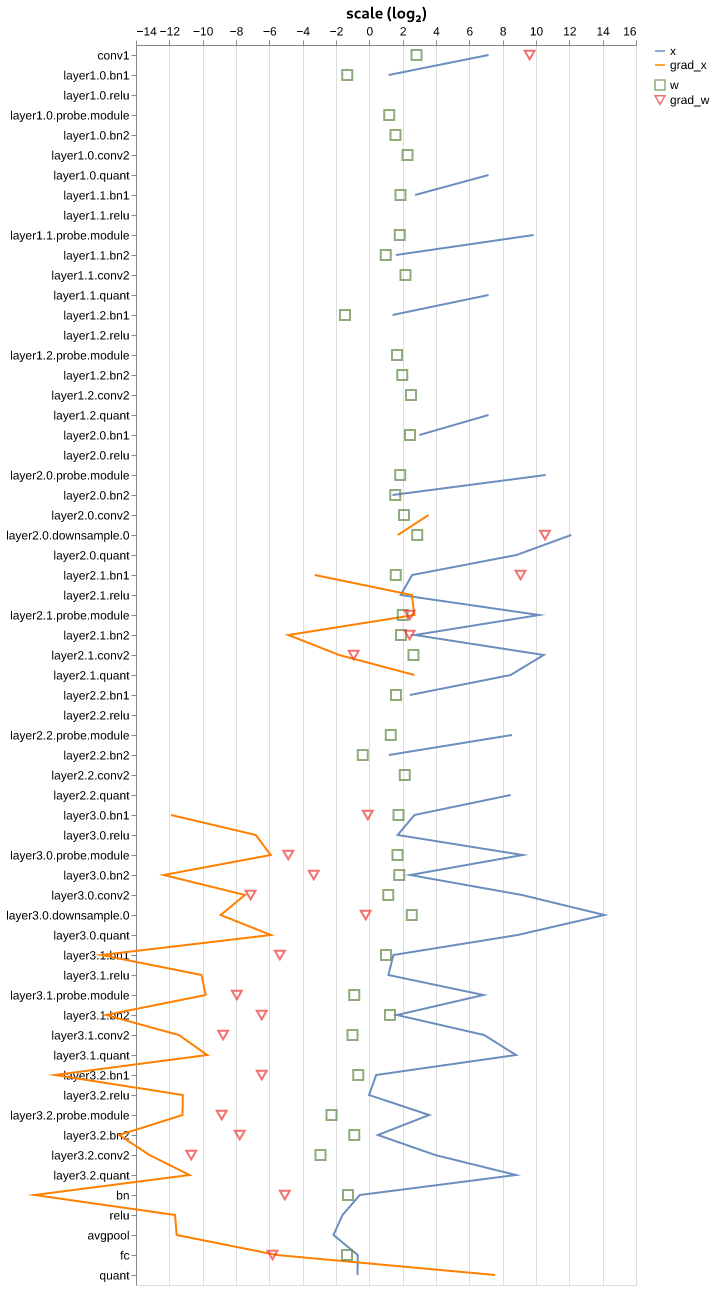 scale (log₂)
−14 −12 −10 −8 −6 −4 −2 0 2 4 6 8 10 12 14 16
x
grad_x
w
grad_w
conv1
layer1.0.bn1
layer1.0.relu
layer1.0.probe.module
layer1.0.bn2
layer1.0.conv2
layer1.0.quant
layer1.1.bn1
layer1.1.relu
layer1.1.probe.module
layer1.1.bn2
layer1.1.conv2
layer1.1.quant
layer1.2.bn1
layer1.2.relu
layer1.2.probe.module
layer1.2.bn2
layer1.2.conv2
layer1.2.quant
layer2.0.bn1
layer2.0.relu
layer2.0.probe.module
layer2.0.bn2
layer2.0.conv2
layer2.0.downsample.0
layer2.0.quant
layer2.1.bn1
layer2.1.relu
layer2.1.probe.module
layer2.1.bn2
layer2.1.conv2
layer2.1.quant
layer2.2.bn1
layer2.2.relu
layer2.2.probe.module
layer2.2.bn2
layer2.2.conv2
layer2.2.quant
layer3.0.bn1
layer3.0.relu
layer3.0.probe.module
layer3.0.bn2
layer3.0.conv2
layer3.0.downsample.0
layer3.0.quant
layer3.1.bn1
layer3.1.relu
layer3.1.probe.module
layer3.1.bn2
layer3.1.conv2
layer3.1.quant
layer3.2.bn1
layer3.2.relu
layer3.2.probe.module
layer3.2.bn2
layer3.2.conv2
layer3.2.quant
bn
relu
avgpool
fc
quant